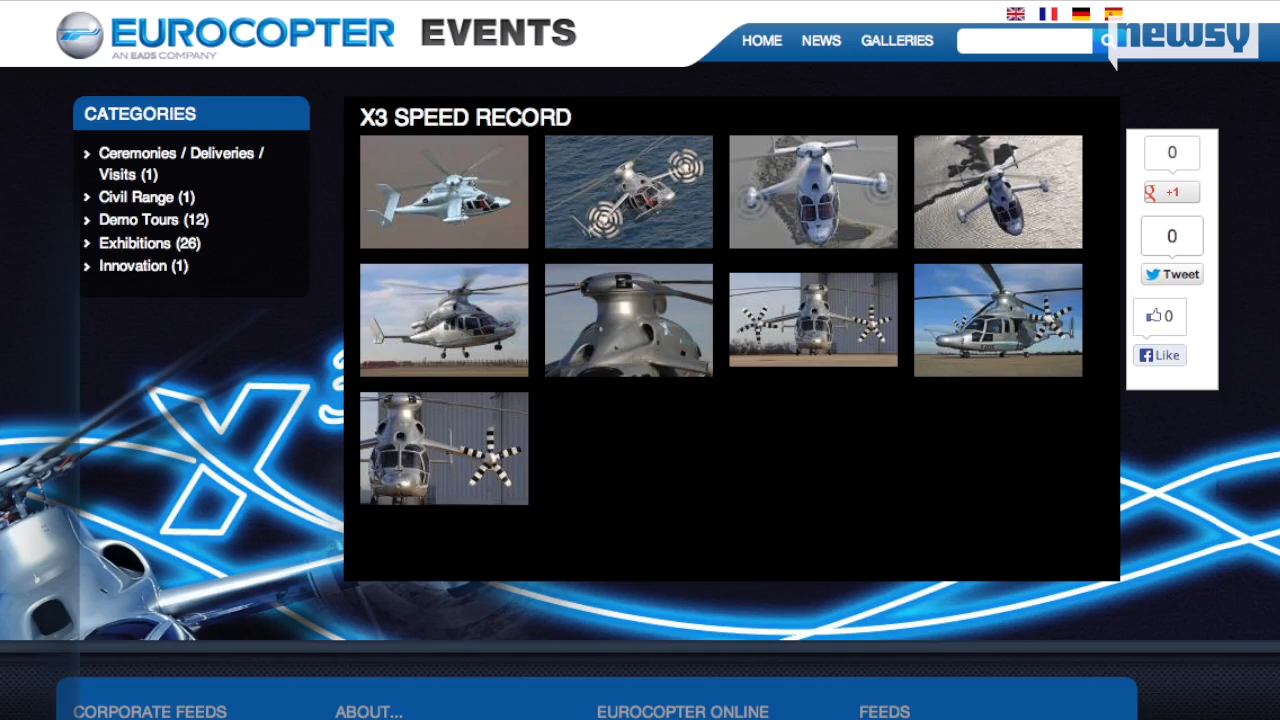 EUROCOPTER EVENTS
AN EADS COMPANY
HOME NEWS GALLERIES
newsy
CATEGORIES
Ceremonies / Deliveries /
Visits (1)
Civil Range (1)
Demo Tours (12)
Exhibitions (26)
Innovation (1)
X3 SPEED RECORD
0
g +1
0
Tweet
0
Like
X3
CORPORATE FEEDS
ABOUT...
EUROCOPTER ONLINE
FEEDS